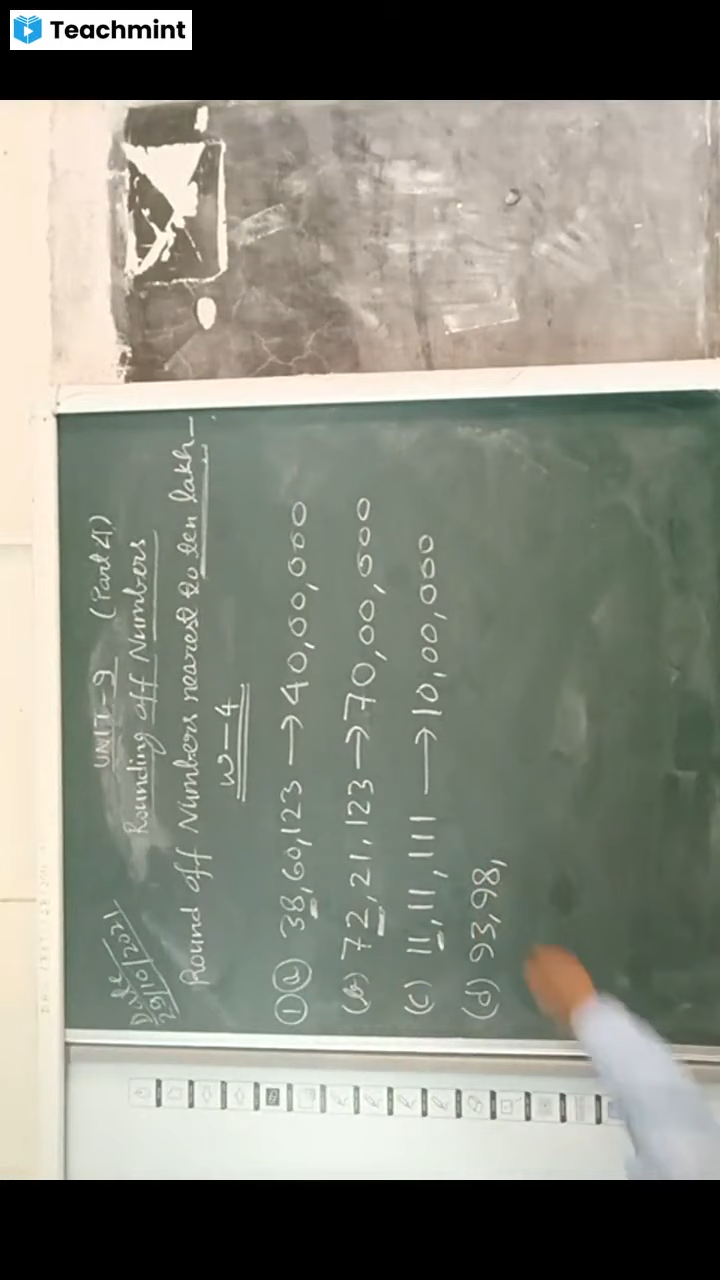 Teachmint
Date
29/10/2021
UNIT-9 (Part 4)
Rounding off Numbers
Round off Numbers nearest to ten lakh-
W-4
① (a) 38,60,123 → 40,00,000
(b) 72,21,123 → 70,00,000
(c) 11,11,111 → 10,00,000
(d) 93,98,